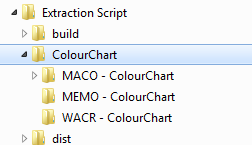 Extraction Script
build
ColourChart
MACO - ColourChart
MEMO - ColourChart
WACR - ColourChart
dist